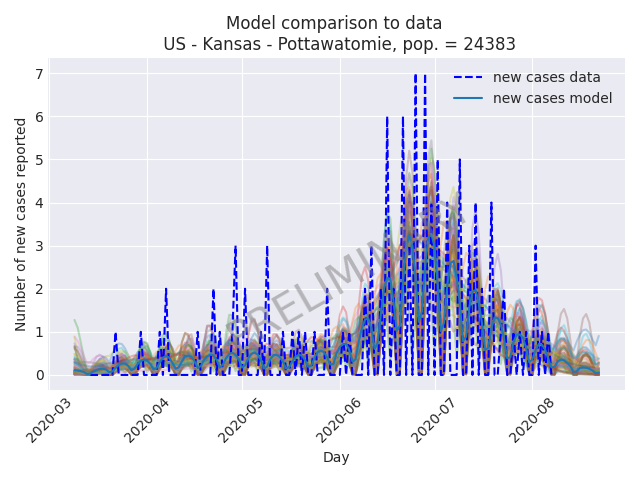 Model comparison to data
US - Kansas - Pottawatomie, pop. = 24383
new cases data
new cases model
Number of new cases reported
7
6
5
4
3
2
1
0
PRELIMINARY
2020-03
2020-04
2020-05
2020-06
2020-07
2020-08
Day